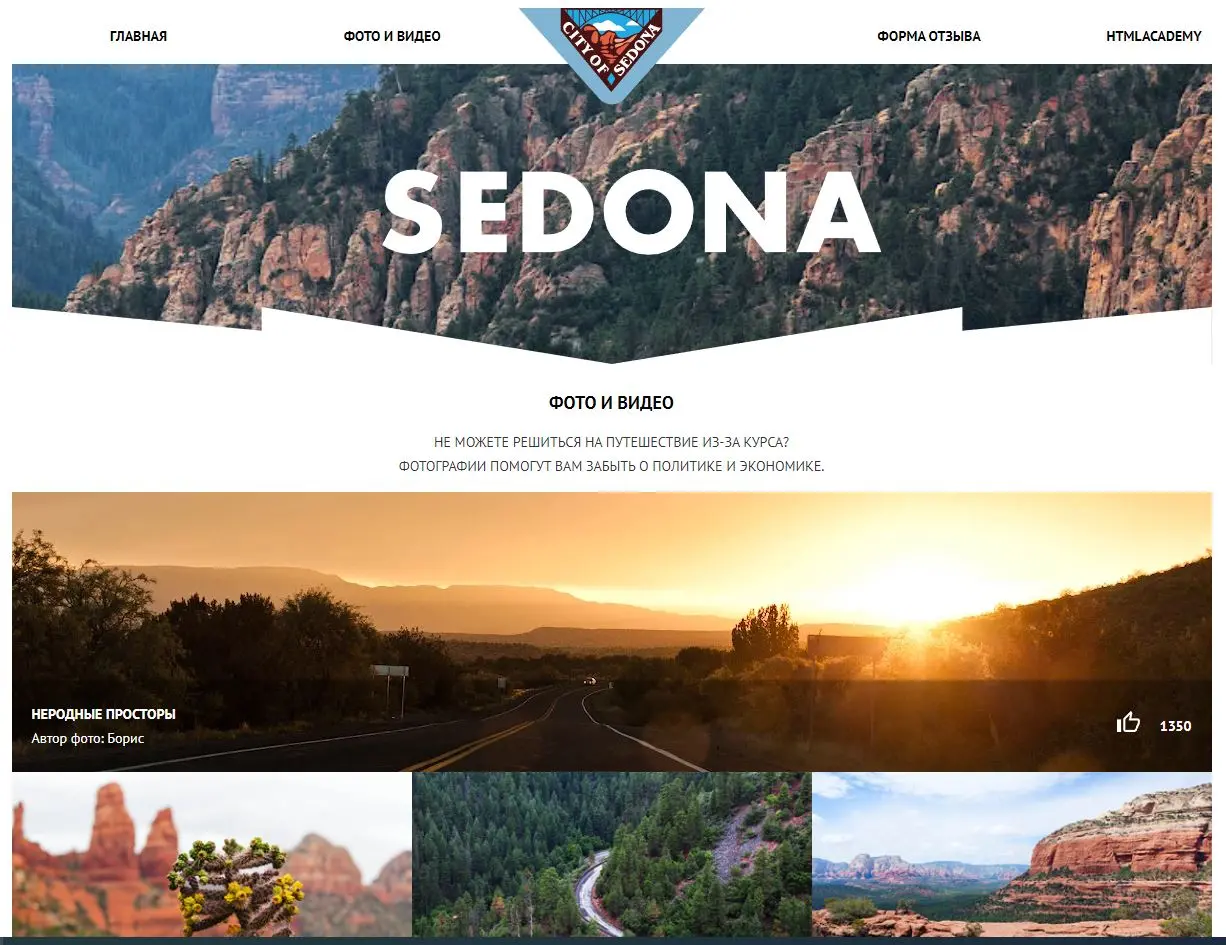 ГЛАВНАЯ
ФОТО И ВИДЕО
CITY OF SEDONA
ФОРМА ОТЗЫВА
HTMLACADEMY
SEDONA
ФОТО И ВИДЕО
НЕ МОЖЕТЕ РЕШИТЬСЯ НА ПУТЕШЕСТВИЕ ИЗ-ЗА КУРСА?
ФОТОГРАФИИ ПОМОГУТ ВАМ ЗАБЫТЬ О ПОЛИТИКЕ И ЭКОНОМИКЕ.
НЕРОДНЫЕ ПРОСТОРЫ
Автор фото: Борис
1350